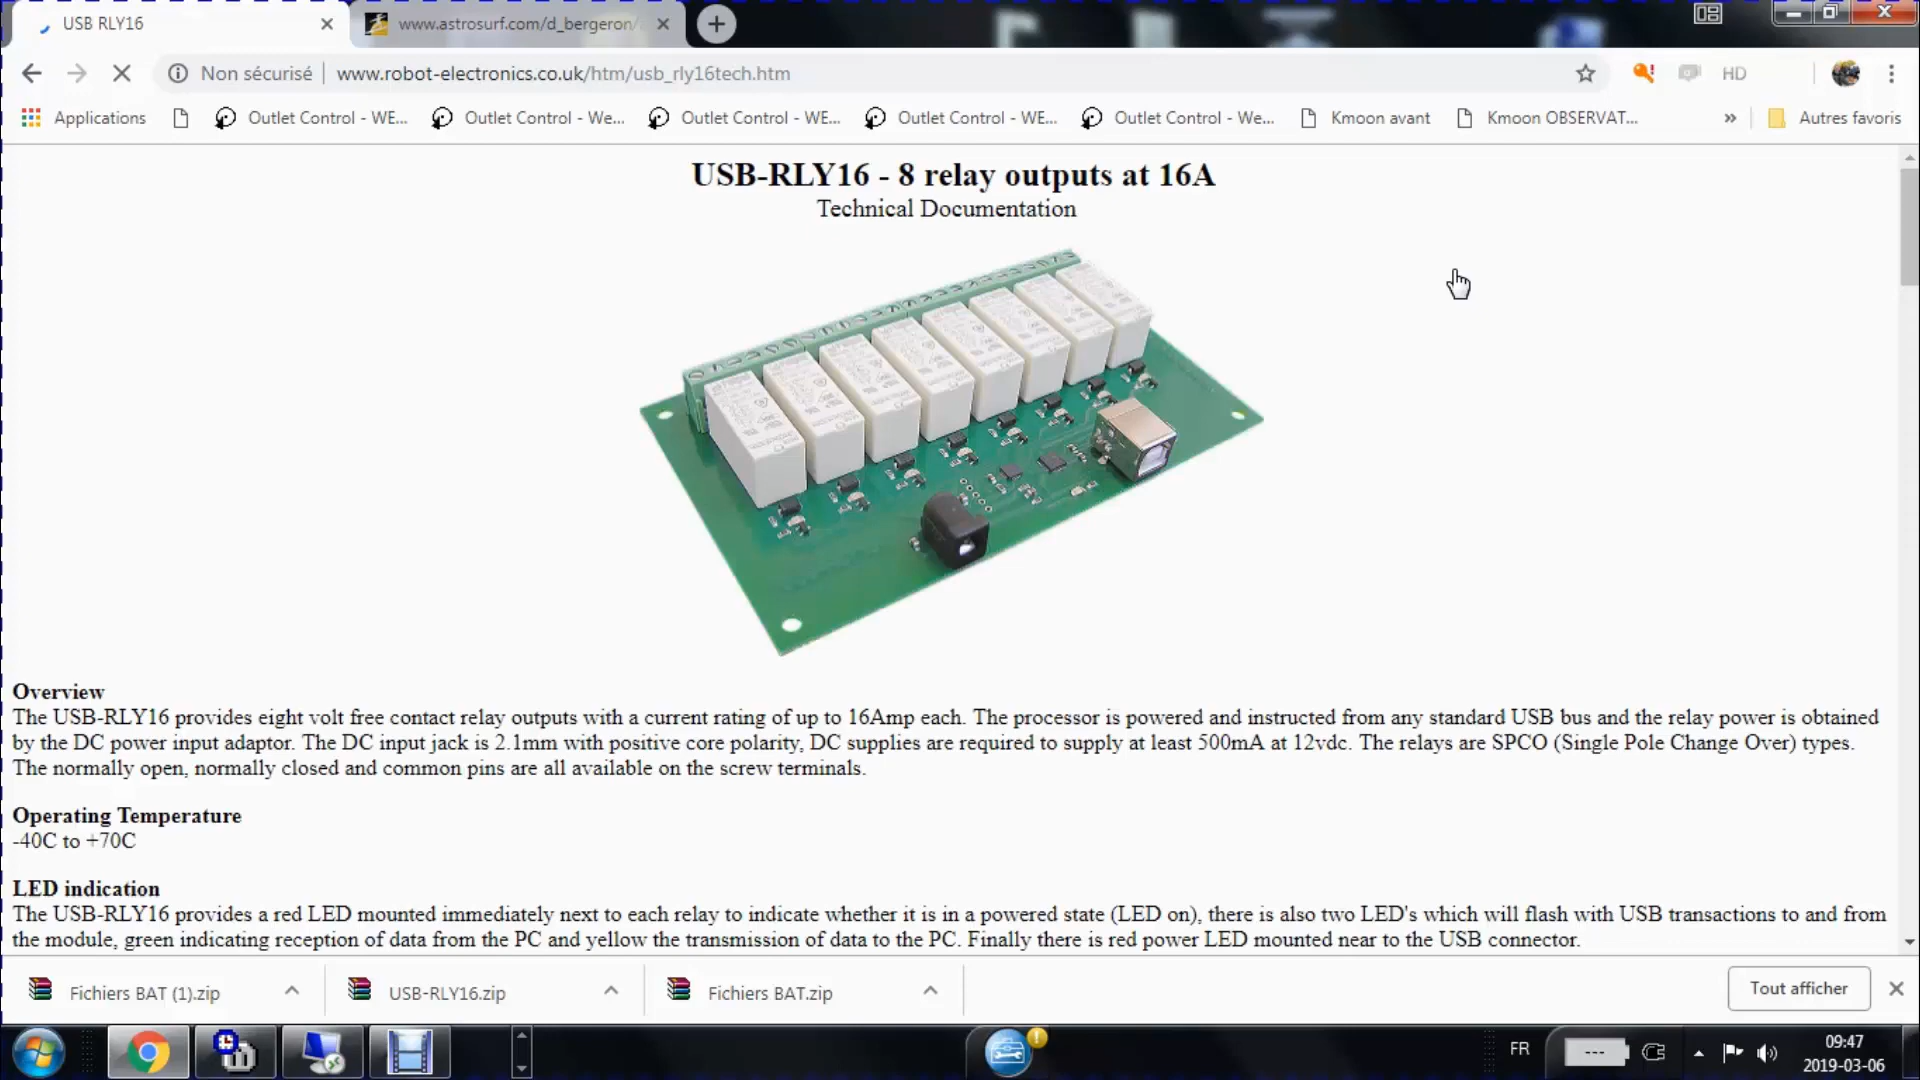 USB RLY16
www.astrosurf.com/d_bergeron/
Non sécurisé
www.robot-electronics.co.uk/htm/usb_rly16tech.htm
HD
Applications
Outlet Control - WE...
Outlet Control - We...
Outlet Control - WE...
Outlet Control - WE...
Outlet Control - We...
Kmoon avant
Kmoon OBSERVAT...
»
Autres favoris
USB-RLY16 - 8 relay outputs at 16A
Technical Documentation
Overview
The USB-RLY16 provides eight volt free contact relay outputs with a current rating of up to 16Amp each. The processor is powered and instructed from any standard USB bus and the relay power is obtained
by the DC power input adaptor. The DC input jack is 2.1mm with positive core polarity, DC supplies are required to supply at least 500mA at 12vdc. The relays are SPCO (Single Pole Change Over) types.
The normally open, normally closed and common pins are all available on the screw terminals.
Operating Temperature
-40C to +70C
LED indication
The USB-RLY16 provides a red LED mounted immediately next to each relay to indicate whether it is in a powered state (LED on), there is also two LED's which will flash with USB transactions to and from
the module, green indicating reception of data from the PC and yellow the transmission of data to the PC. Finally there is red power LED mounted near to the USB connector.
Fichiers BAT (1).zip
USB-RLY16.zip
Fichiers BAT.zip
Tout afficher
FR
---
09:47
2019-03-06